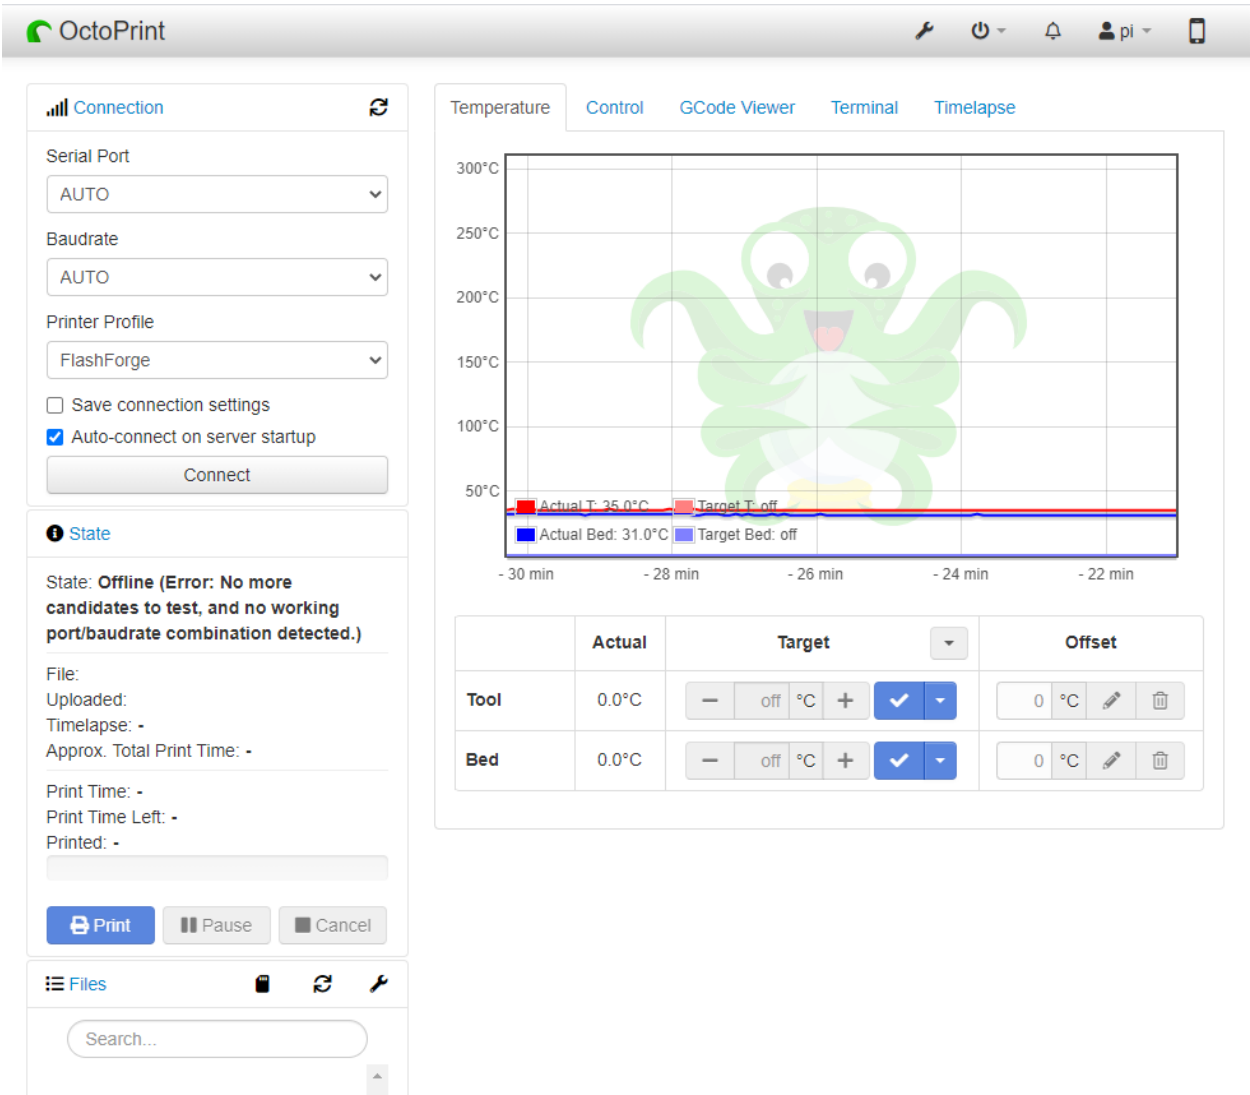 OctoPrint
pi
Connection
Serial Port
AUTO
Baudrate
AUTO
Printer Profile
FlashForge
Save connection settings
Auto-connect on server startup
Connect
State
State: Offline (Error: No more
candidates to test, and no working
port/baudrate combination detected.)
File:
Uploaded:
Timelapse: -
Approx. Total Print Time: -
Print Time: -
Print Time Left: -
Printed: -
Print Pause Cancel
Files
Search...
Temperature Control GCode Viewer Terminal Timelapse
300°C
250°C
200°C
150°C
100°C
50°C
Actual T: 35.0°C Target T: off
Actual Bed: 31.0°C Target Bed: off
- 30 min - 28 min - 26 min - 24 min - 22 min
Actual Target Offset
Tool 0.0°C off °C 0 °C
Bed 0.0°C off °C 0 °C